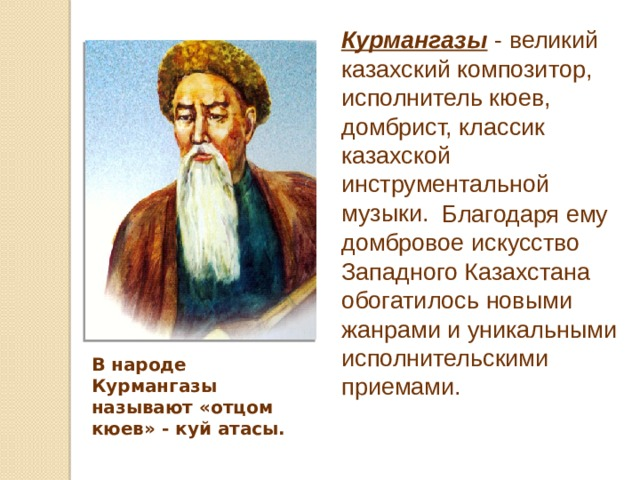 Курмангазы - великий
казахский композитор,
исполнитель кюев,
домбрист, классик
казахской
инструментальной
музыки.  Благодаря ему
домбровое искусство
Западного Казахстана
обогатилось новыми
жанрами и уникальными
исполнительскими
приемами.
В народе
Курмангазы
называют «отцом
кюев» - куй атасы.